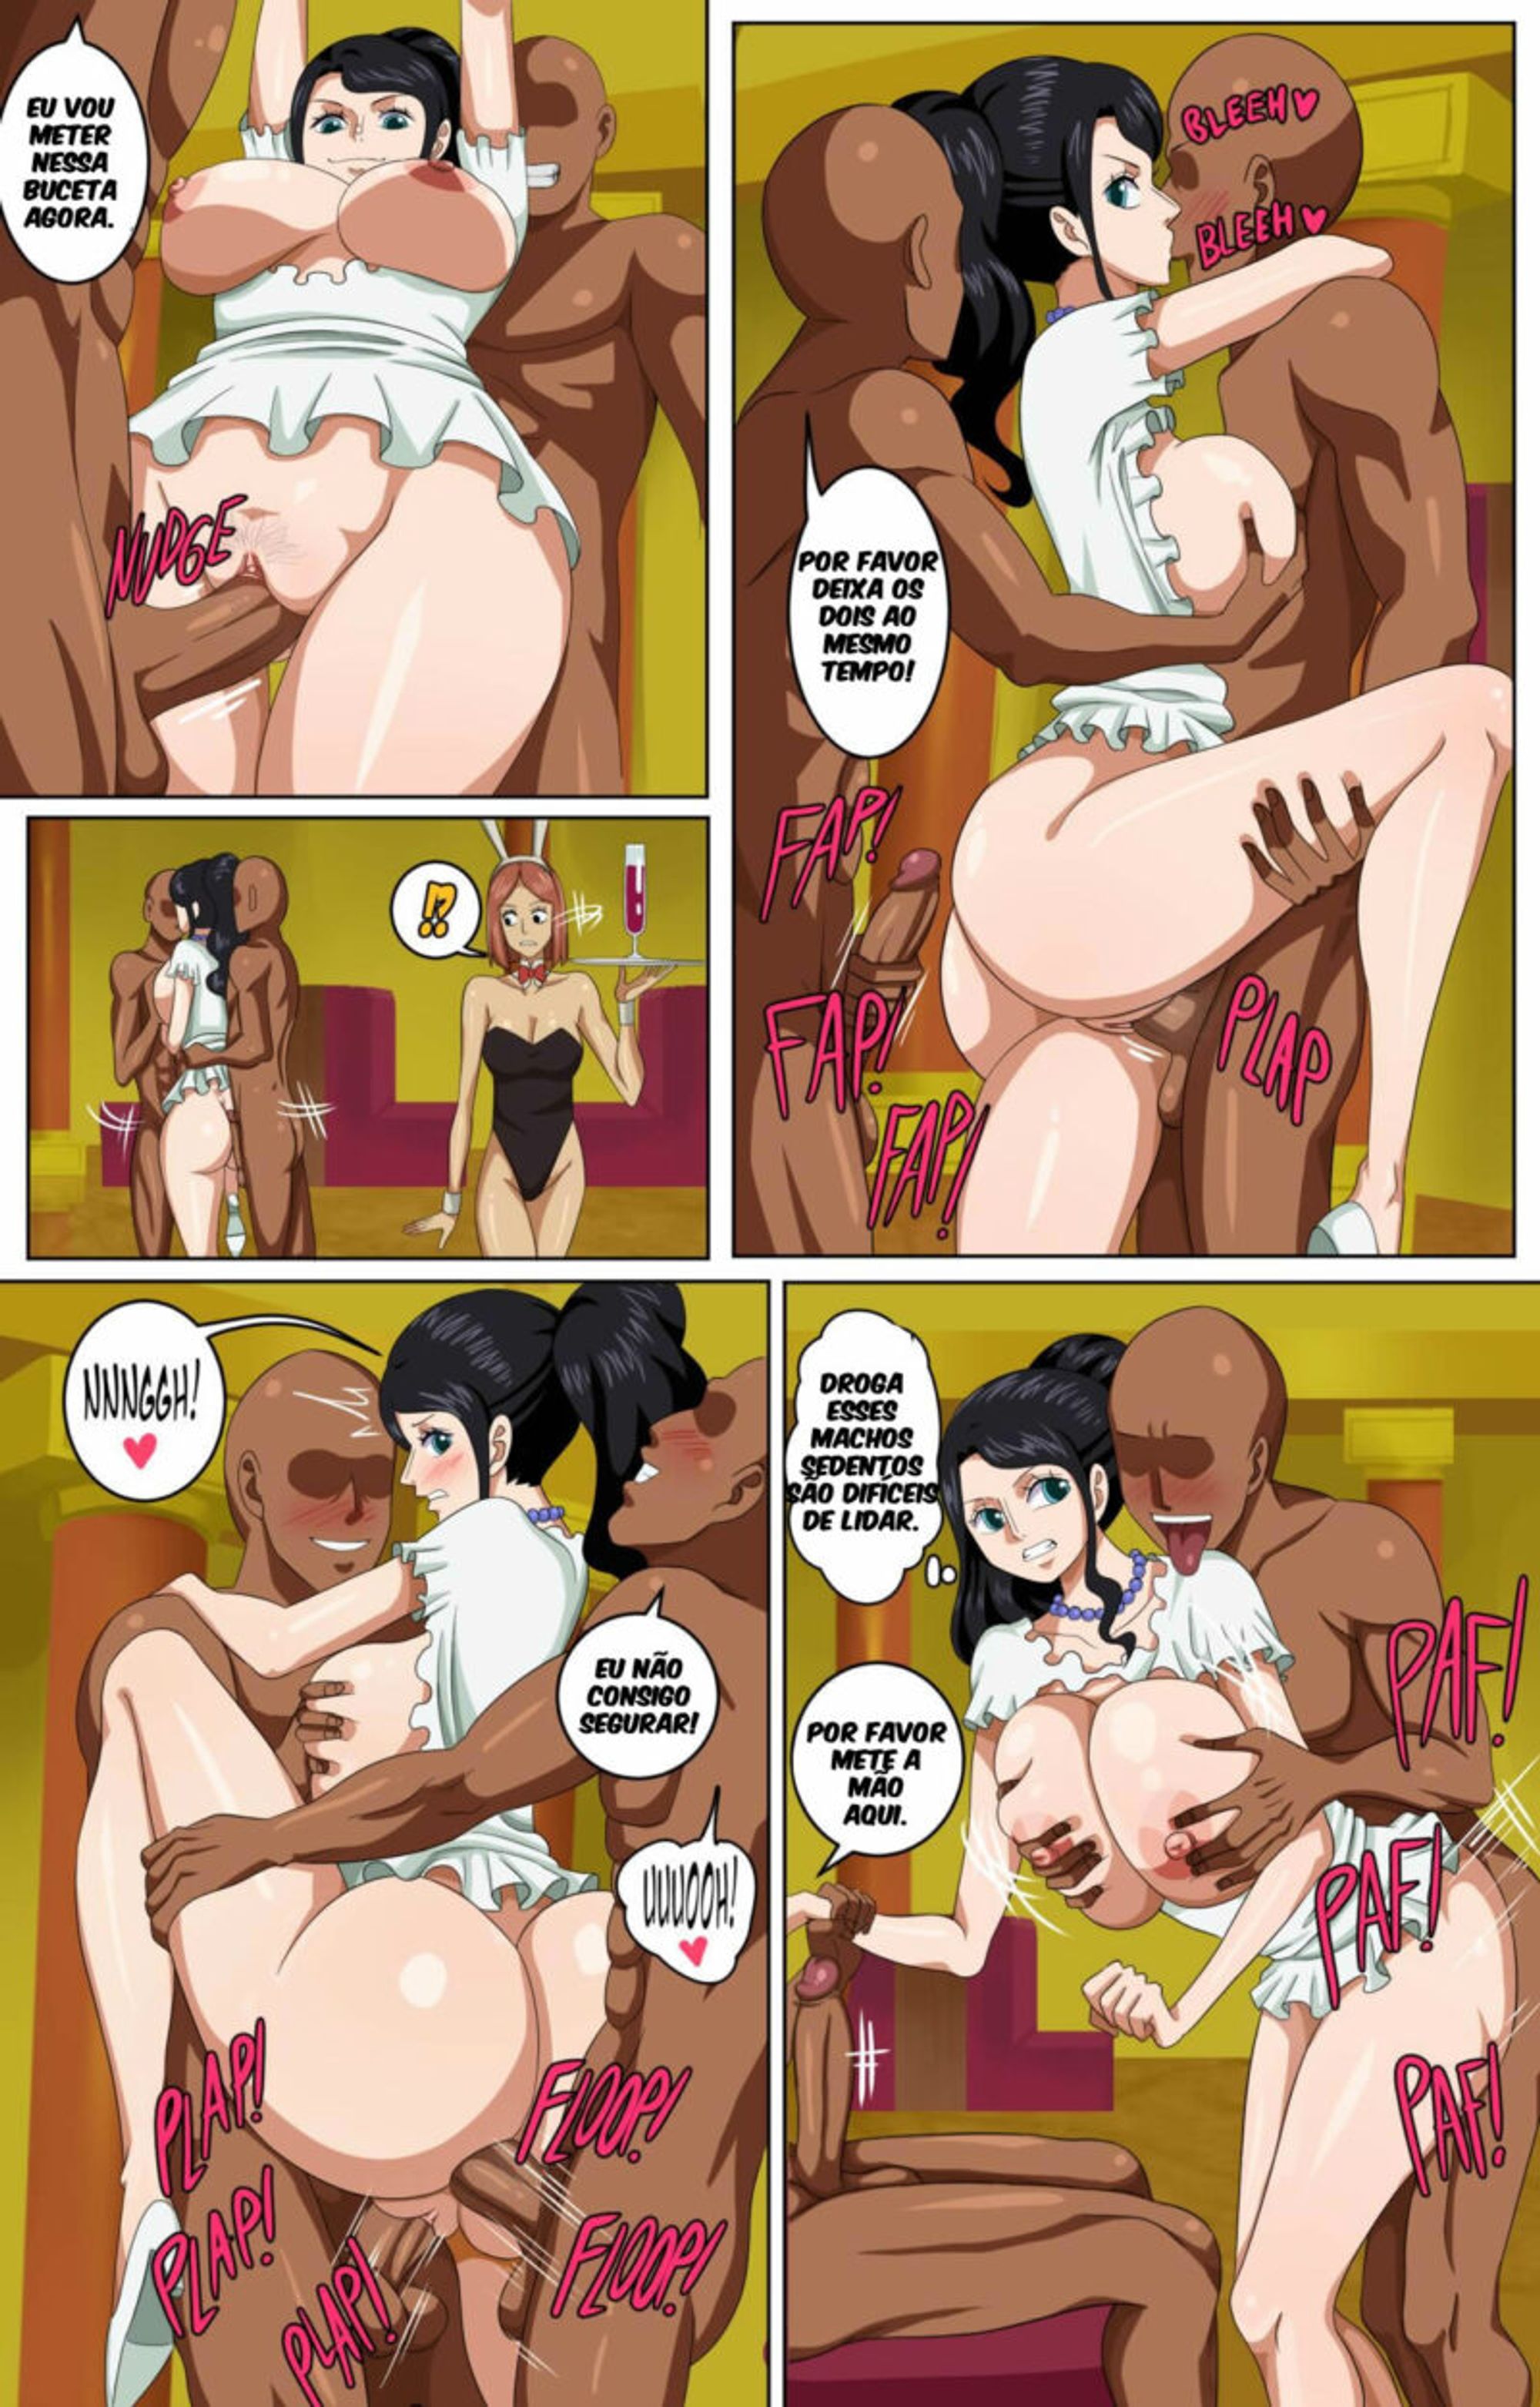 EU VOU
METER
NESSA
BUCETA
AGORA.
NUDGE
BLEEH♥
BLEEH♥
POR FAVOR
DEIXA OS
DOIS AO
MESMO
TEMPO!
FAP!
FAP!
FAP!
PLAP
!?
NNNGGH!
♥
EU NÃO
CONSIGO
SEGURAR!
UUUOOH!
♥
PLAP!
PLAP!
PLAP!
FLOOP!
FLOOP!
DROGA
ESSES
MACHOS
SEDENTOS
SÃO DIFÍCEIS
DE LIDAR.
POR FAVOR
METE A
MÃO
AQUI.
PAF!
PAF!
PAF!